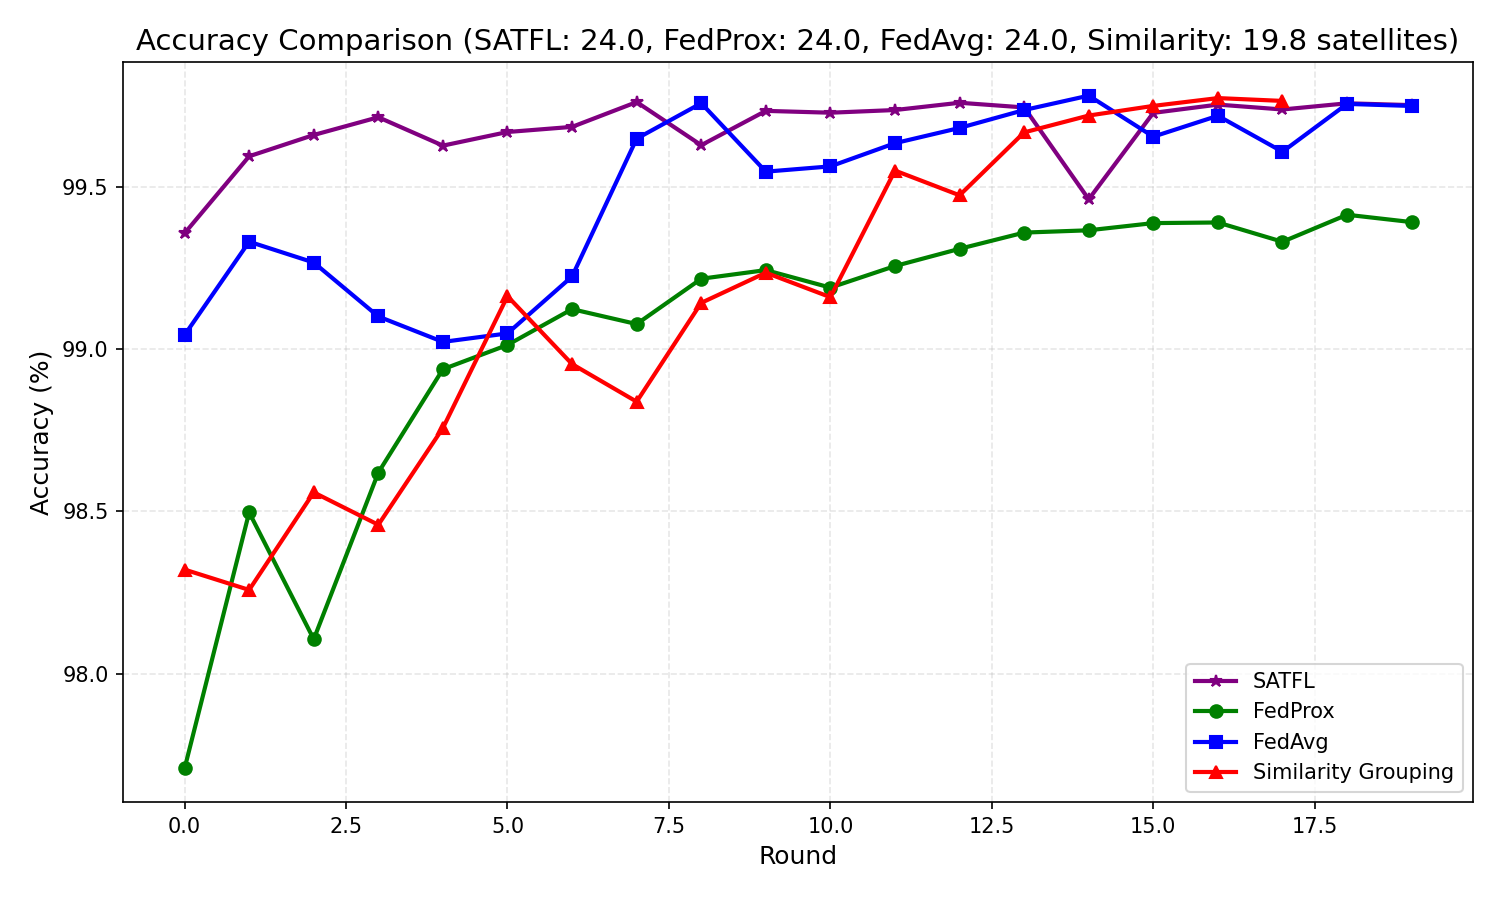 Accuracy Comparison (SATFL: 24.0, FedProx: 24.0, FedAvg: 24.0, Similarity: 19.8 satellites)
Accuracy (%)
99.5
99.0
98.5
98.0
0.0 2.5 5.0 7.5 10.0 12.5 15.0 17.5
Round
SATFL
FedProx
FedAvg
Similarity Grouping